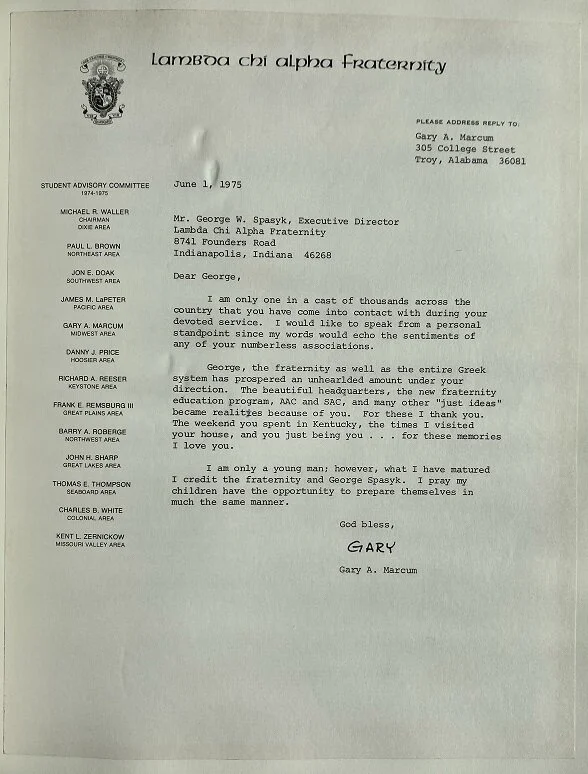 Lambda Chi Alpha Fraternity
PLEASE ADDRESS REPLY TO:
Gary A. Marcum
305 College Street
Troy, Alabama 36081
STUDENT ADVISORY COMMITTEE
1974-1975
MICHAEL R. WALLER
CHAIRMAN
DIXIE AREA
PAUL L. BROWN
NORTHEAST AREA
JON E. DOAK
SOUTHWEST AREA
JAMES M. LaPETER
PACIFIC AREA
GARY A. MARCUM
MIDWEST AREA
DANNY J. PRICE
HOOSIER AREA
RICHARD A. REESER
KEYSTONE AREA
FRANK E. REMSBURG III
GREAT PLAINS AREA
BARRY A. ROBERGE
NORTHWEST AREA
JOHN H. SHARP
GREAT LAKES AREA
THOMAS E. THOMPSON
SEABOARD AREA
CHARLES B. WHITE
COLONIAL AREA
KENT L. ZERNICKOW
MISSOURI VALLEY AREA
June 1, 1975
Mr. George W. Spasyk, Executive Director
Lambda Chi Alpha Fraternity
8741 Founders Road
Indianapolis, Indiana 46268
Dear George,
I am only one in a cast of thousands across the
country that you have come into contact with during your
devoted service. I would like to speak from a personal
standpoint since my words would echo the sentiments of
any of your numberless associations.
George, the fraternity as well as the entire Greek
system has prospered an unhearlded amount under your
direction. The beautiful headquarters, the new fraternity
education program, AAC and SAC, and many other "just ideas"
became realities because of you. For these I thank you.
The weekend you spent in Kentucky, the times I visited
your house, and you just being you . . . for these memories
I love you.
I am only a young man; however, what I have matured
I credit the fraternity and George Spasyk. I pray my
children have the opportunity to prepare themselves in
much the same manner.
God bless,
GARY
Gary A. Marcum